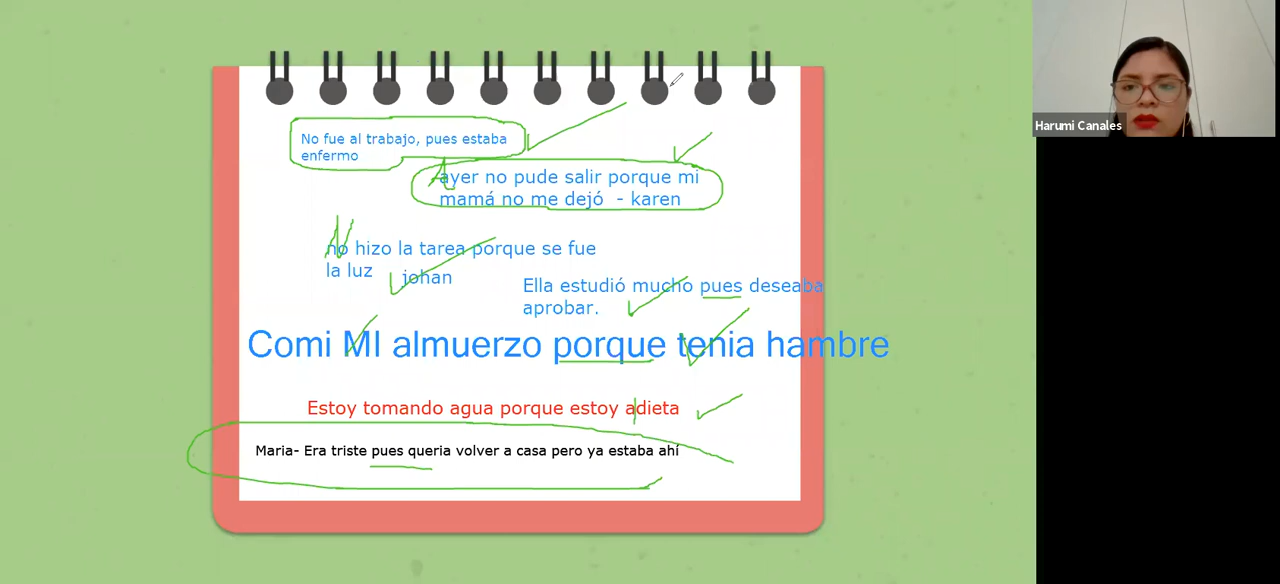 No fue al trabajo, pues estaba
enfermo
ayer no pude salir porque mi
mamá no me dejó - karen
no hizo la tarea porque se fue
la luz
johan
Ella estudió mucho pues deseaba
aprobar.
Comi MI almuerzo porque tenia hambre
Estoy tomando agua porque estoy adieta
Maria- Era triste pues queria volver a casa pero ya estaba ahí
Harumi Canales